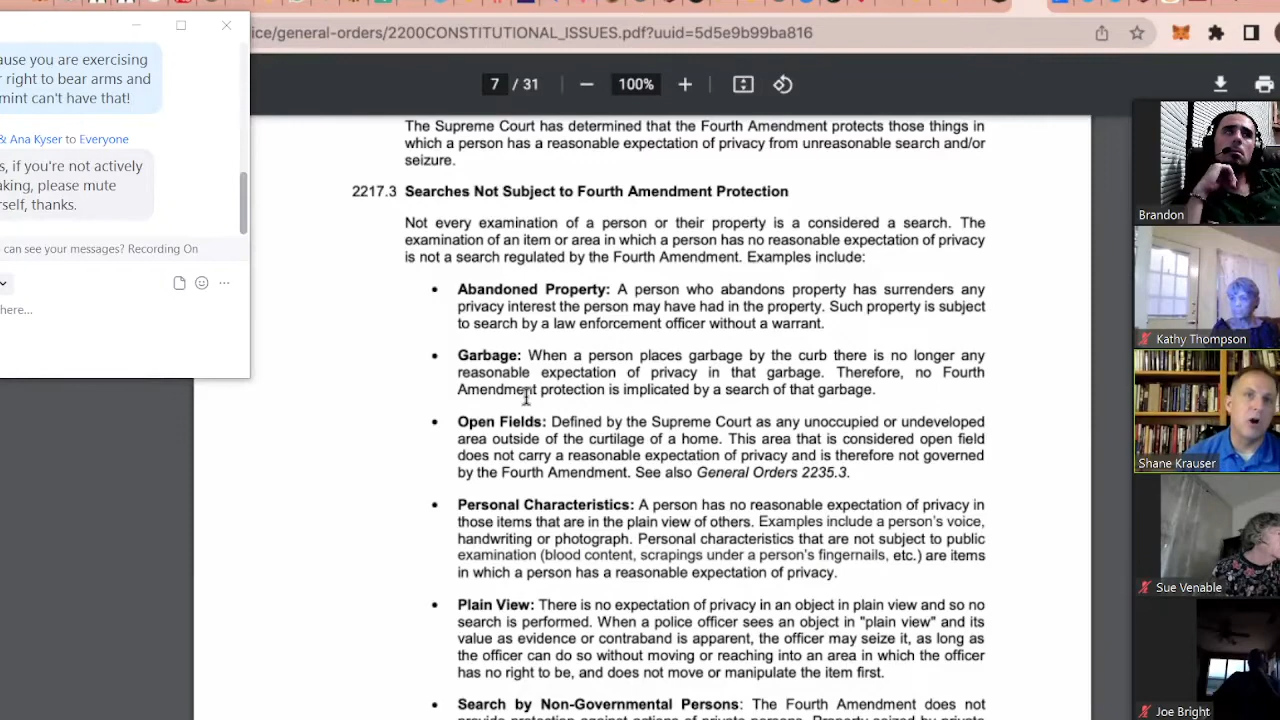 ice/general-orders/2200CONSTITUTIONAL_ISSUES.pdf?uuid=5d5e9b99ba816
7 / 31
100%
ause you are exercising
r right to bear arms and
mint can't have that!
& Ana Kyser to Everyone
s, if you're not actively
aking, please mute
rself, thanks.
can see your messages? Recording On
here...
The Supreme Court has determined that the Fourth Amendment protects those things in
which a person has a reasonable expectation of privacy from unreasonable search and/or
seizure.
2217.3 Searches Not Subject to Fourth Amendment Protection
Not every examination of a person or their property is a considered a search. The
examination of an item or area in which a person has no reasonable expectation of privacy
is not a search regulated by the Fourth Amendment. Examples include:
• Abandoned Property: A person who abandons property has surrenders any
privacy interest the person may have had in the property. Such property is subject
to search by a law enforcement officer without a warrant.
• Garbage: When a person places garbage by the curb there is no longer any
reasonable expectation of privacy in that garbage. Therefore, no Fourth
Amendment protection is implicated by a search of that garbage.
• Open Fields: Defined by the Supreme Court as any unoccupied or undeveloped
area outside of the curtilage of a home. This area that is considered open field
does not carry a reasonable expectation of privacy and is therefore not governed
by the Fourth Amendment. See also General Orders 2235.3.
• Personal Characteristics: A person has no reasonable expectation of privacy in
those items that are in the plain view of others. Examples include a person's voice,
handwriting or photograph. Personal characteristics that are not subject to public
examination (blood content, scrapings under a person's fingernails, etc.) are items
in which a person has a reasonable expectation of privacy.
• Plain View: There is no expectation of privacy in an object in plain view and so no
search is performed. When a police officer sees an object in "plain view" and its
value as evidence or contraband is apparent, the officer may seize it, as long as
the officer can do so without moving or reaching into an area in which the officer
has no right to be, and does not move or manipulate the item first.
• Search by Non-Governmental Persons: The Fourth Amendment does not
Brandon
Kathy Thompson
Shane Krauser
Sue Venable
Joe Bright